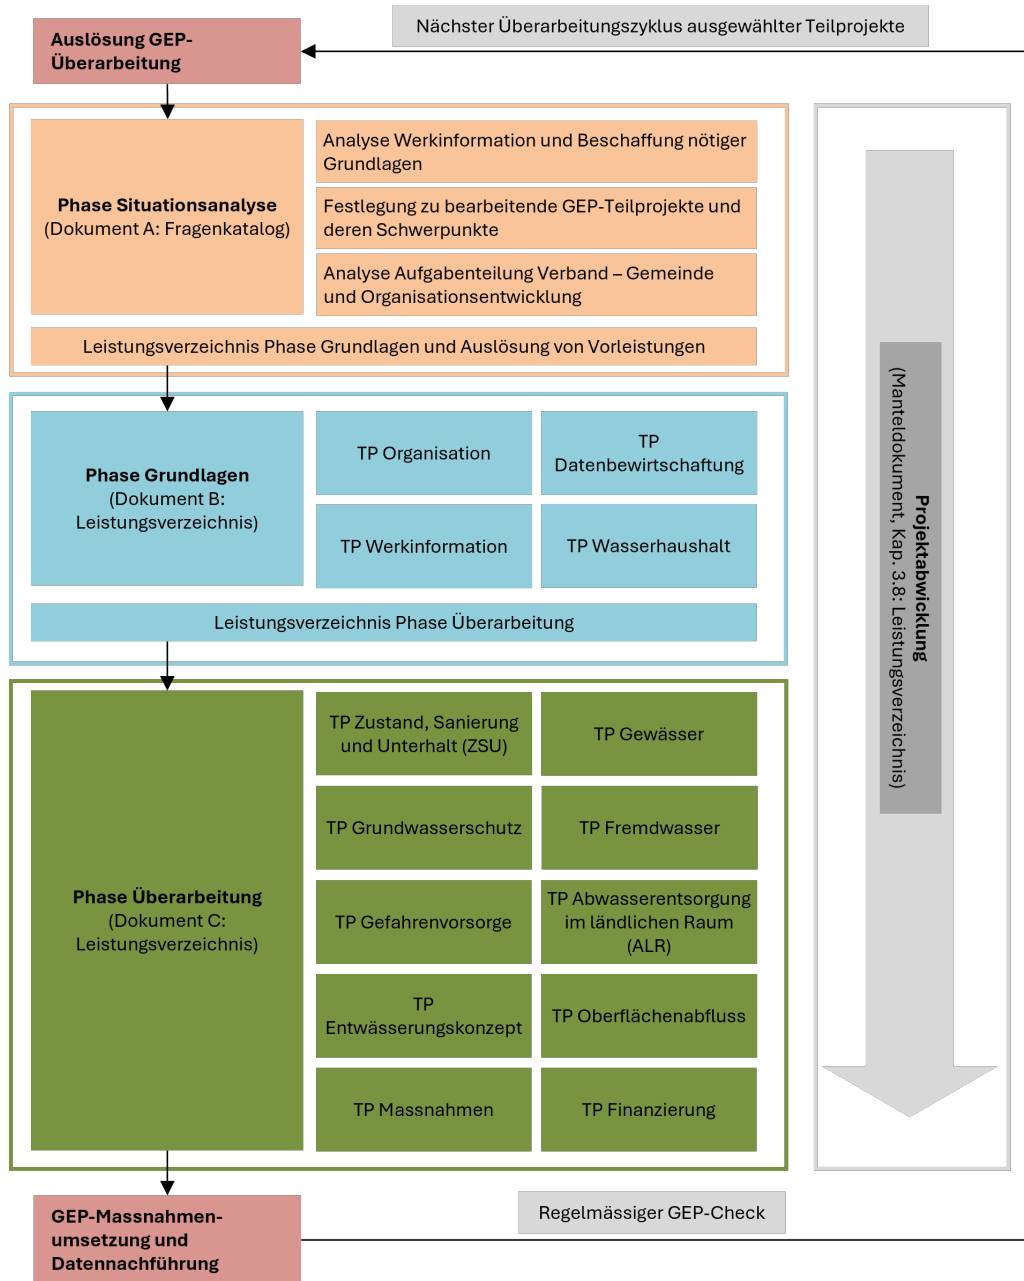 Nächster Überarbeitungszyklus ausgewählter Teilprojekte
Auslösung GEP-
Überarbeitung
Phase Situationsanalyse
(Dokument A: Fragenkatalog)
Analyse Werkinformation und Beschaffung nötiger
Grundlagen
Festlegung zu bearbeitende GEP-Teilprojekte und
deren Schwerpunkte
Analyse Aufgabenteilung Verband – Gemeinde
und Organisationsentwicklung
Leistungsverzeichnis Phase Grundlagen und Auslösung von Vorleistungen
Phase Grundlagen
(Dokument B:
Leistungsverzeichnis)
TP Organisation
TP
Datenbewirtschaftung
TP Werkinformation
TP Wasserhaushalt
Leistungsverzeichnis Phase Überarbeitung
Phase Überarbeitung
(Dokument C:
Leistungsverzeichnis)
TP Zustand, Sanierung
und Unterhalt (ZSU)
TP Gewässer
TP Grundwasserschutz
TP Fremdwasser
TP Gefahrenvorsorge
TP Abwasserentsorgung
im ländlichen Raum
(ALR)
TP
Entwässerungskonzept
TP Oberflächenabfluss
TP Massnahmen
TP Finanzierung
Projektabwicklung
(Manteldokument, Kap. 3.8: Leistungsverzeichnis)
GEP-Massnahmen-
umsetzung und
Datennachführung
Regelmässiger GEP-Check